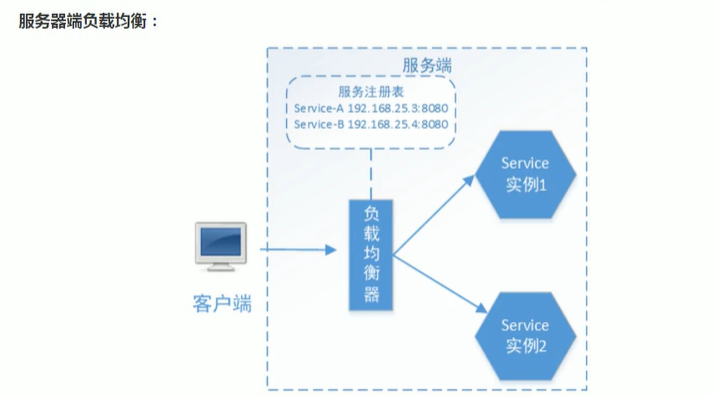 服务器端负载均衡：
服务端
服务注册表
Service-A 192.168.25.3:8080
Service-B 192.168.25.4:8080
Service
实例1
负载均衡器
客户端
Service
实例2